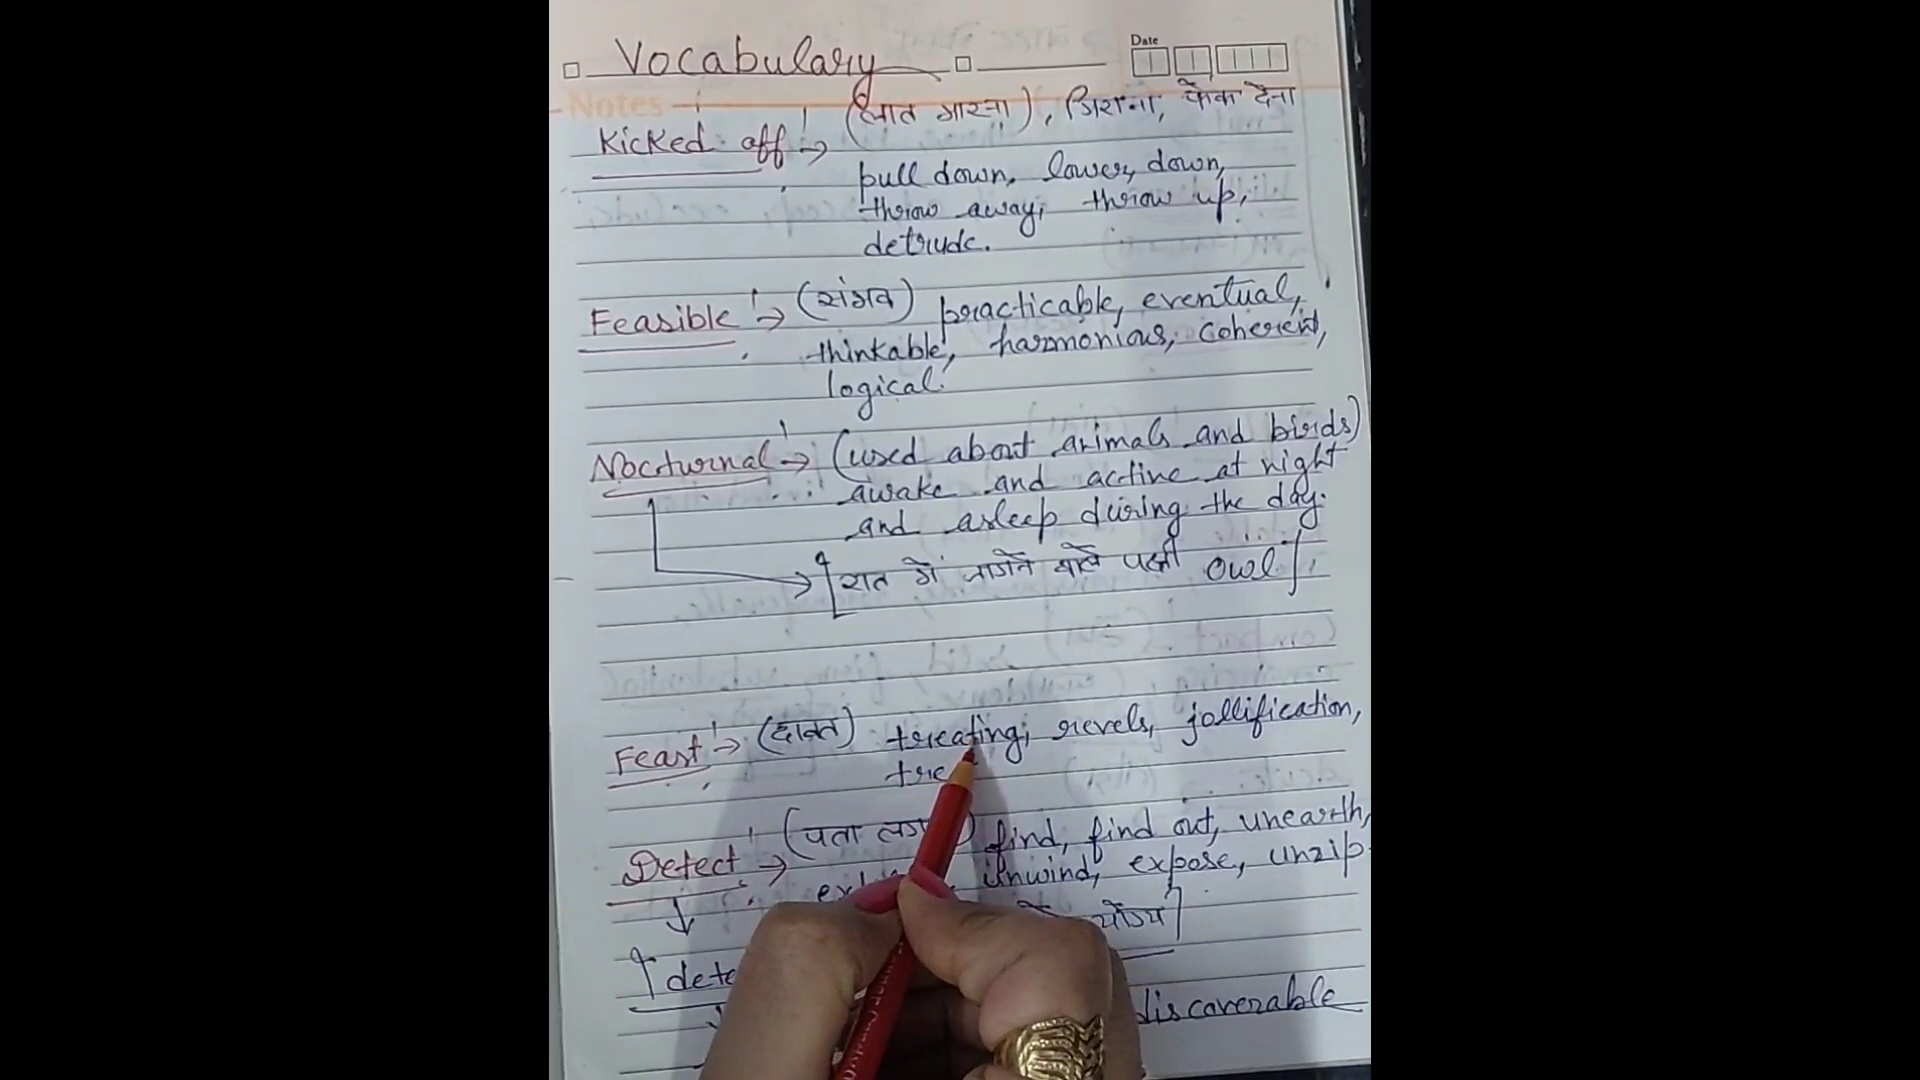 Vocabulary
Date
Notes
Kicked off → (लात मारना), गिराना, फेंक देना
pull down, lower, down,
throw away, throw up,
detrude.
Feasible → (संभव) practicable, eventual,
thinkable, harmonious, coherent,
logical.
Nocturnal → (used about animals and birds)
awake and active at night
and asleep during the day.
[रात में जागने वाले पक्षी owl]
Feast → (दावत) treating, revels, jollification,
Detect → (पता find, find out, unearth,
unwind, expose, unzip
योग्य]
discoverable